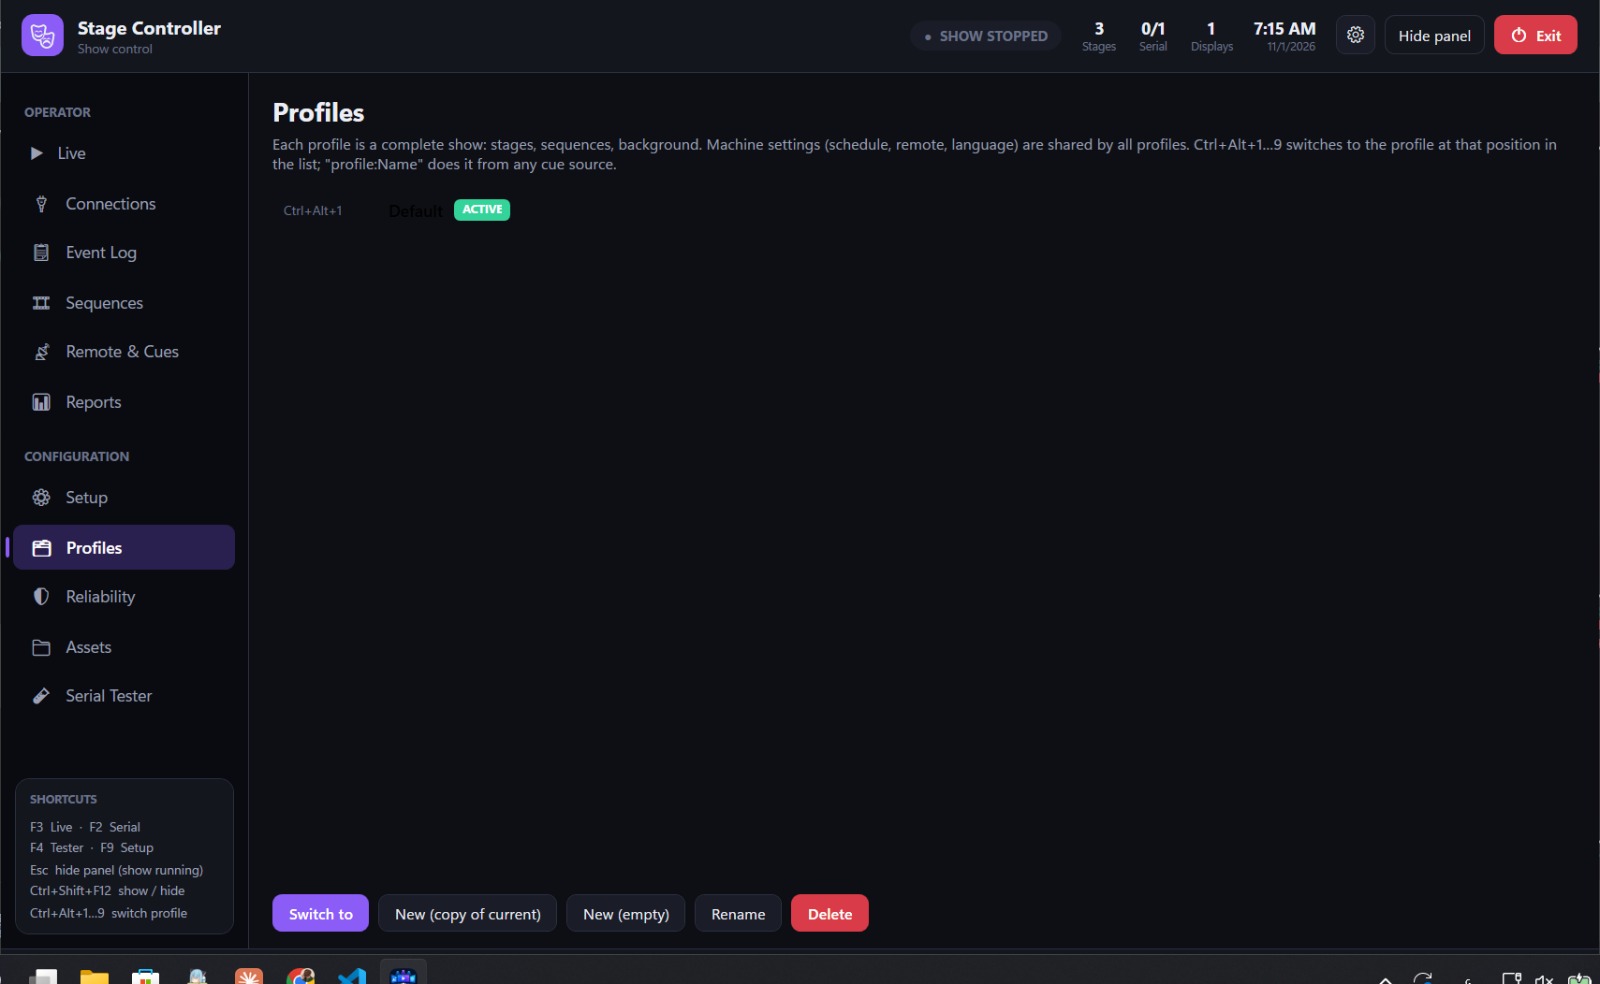 Stage Controller
Show control
• SHOW STOPPED
3
Stages
0/1
Serial
1
Displays
7:15 AM
11/1/2026
Hide panel
Exit
OPERATOR
Live
Connections
Event Log
Sequences
Remote & Cues
Reports
CONFIGURATION
Setup
Profiles
Reliability
Assets
Serial Tester
SHORTCUTS
F3 Live · F2 Serial
F4 Tester · F9 Setup
Esc hide panel (show running)
Ctrl+Shift+F12 show / hide
Ctrl+Alt+1…9 switch profile
Profiles
Each profile is a complete show: stages, sequences, background. Machine settings (schedule, remote, language) are shared by all profiles. Ctrl+Alt+1…9 switches to the profile at that position in
the list; "profile:Name" does it from any cue source.
Ctrl+Alt+1 Default ACTIVE
Switch to
New (copy of current)
New (empty)
Rename
Delete